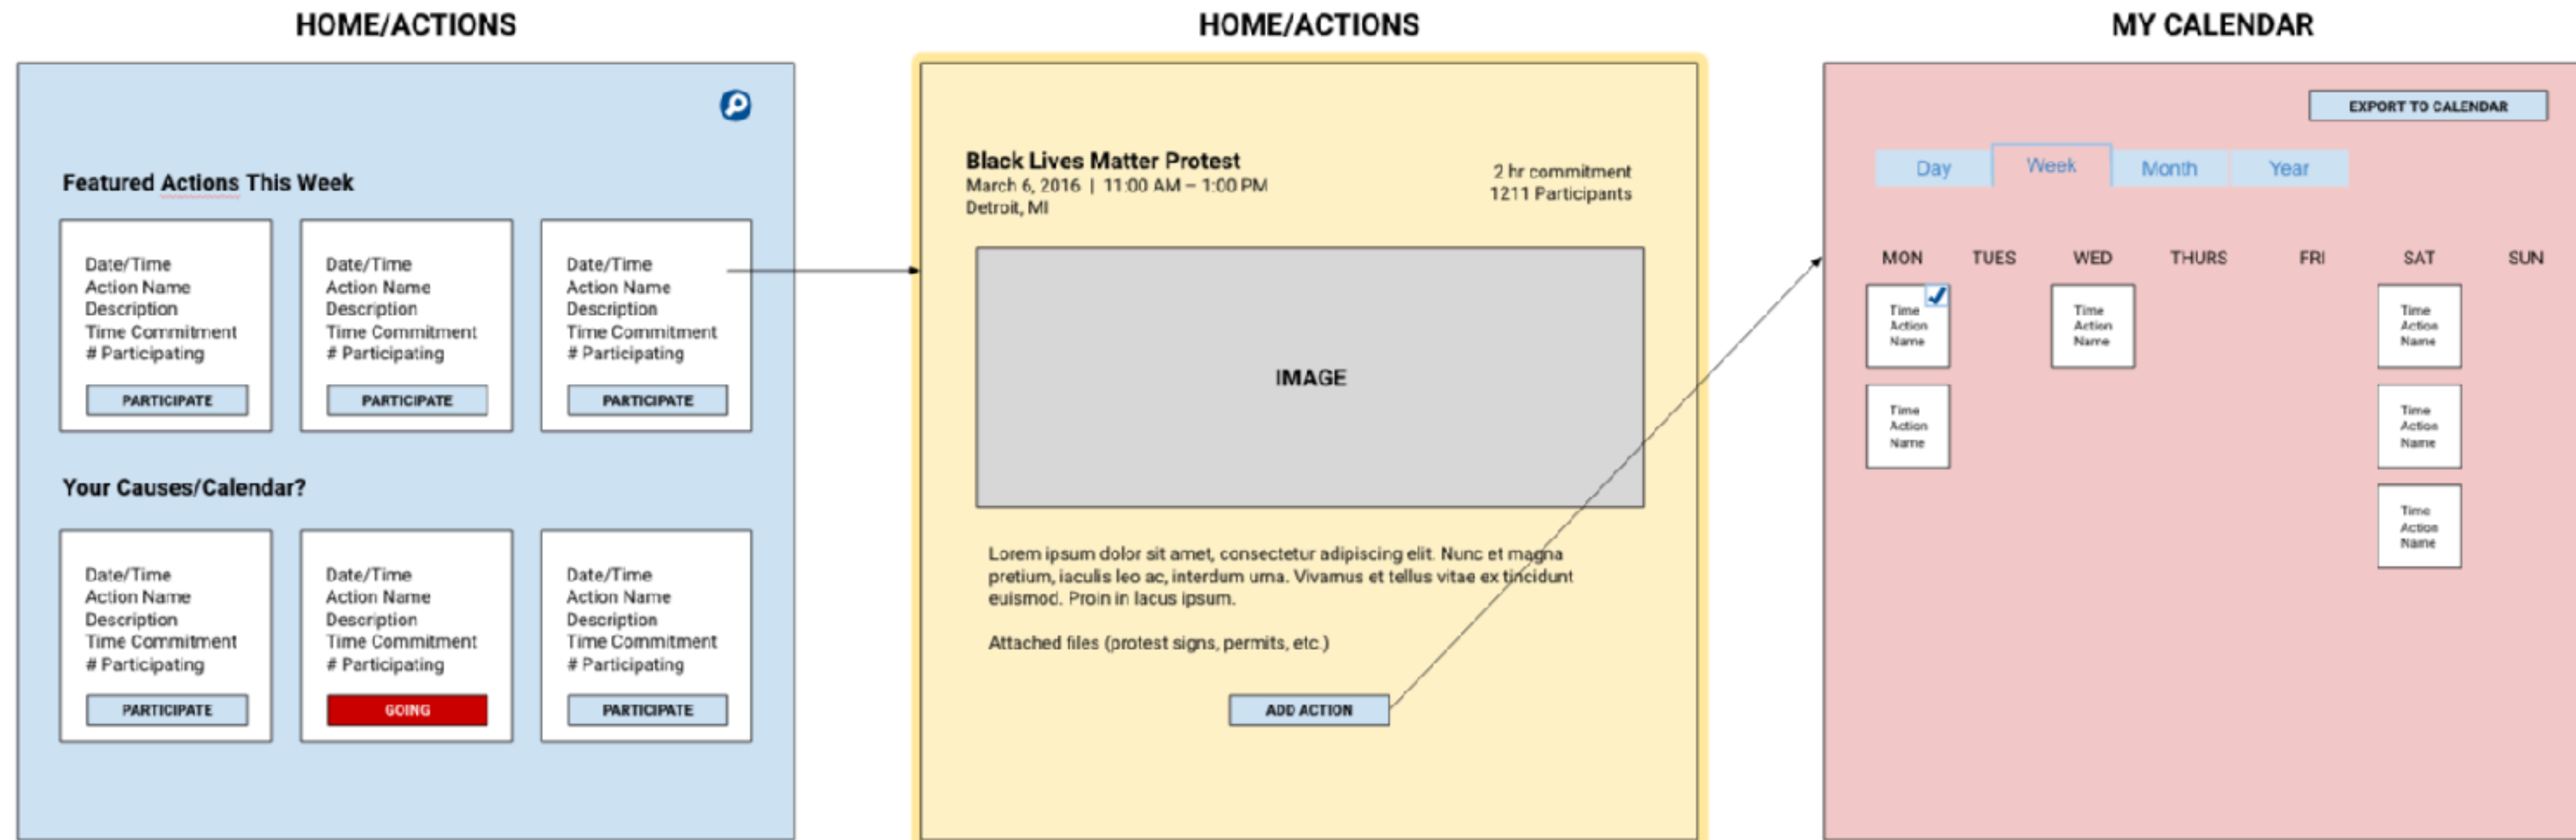 HOME/ACTIONS
Featured Actions This Week
Date/Time
Action Name
Description
Time Commitment
# Participating
PARTICIPATE
Date/Time
Action Name
Description
Time Commitment
# Participating
PARTICIPATE
Date/Time
Action Name
Description
Time Commitment
# Participating
PARTICIPATE
Your Causes/Calendar?
Date/Time
Action Name
Description
Time Commitment
# Participating
PARTICIPATE
Date/Time
Action Name
Description
Time Commitment
# Participating
GOING
Date/Time
Action Name
Description
Time Commitment
# Participating
PARTICIPATE
HOME/ACTIONS
Black Lives Matter Protest
March 6, 2016 | 11:00 AM – 1:00 PM
Detroit, MI
2 hr commitment
1211 Participants
IMAGE
Lorem ipsum dolor sit amet, consectetur adipiscing elit. Nunc et magna
pretium, iaculis leo ac, interdum urna. Vivamus et tellus vitae ex tincidunt
euismod. Proin in lacus ipsum.
Attached files (protest signs, permits, etc.)
ADD ACTION
MY CALENDAR
EXPORT TO CALENDAR
Day
Week
Month
Year
MON
TUES
WED
THURS
FRI
SAT
SUN
Time
Action
Name
Time
Action
Name
Time
Action
Name
Time
Action
Name
Time
Action
Name
Time
Action
Name